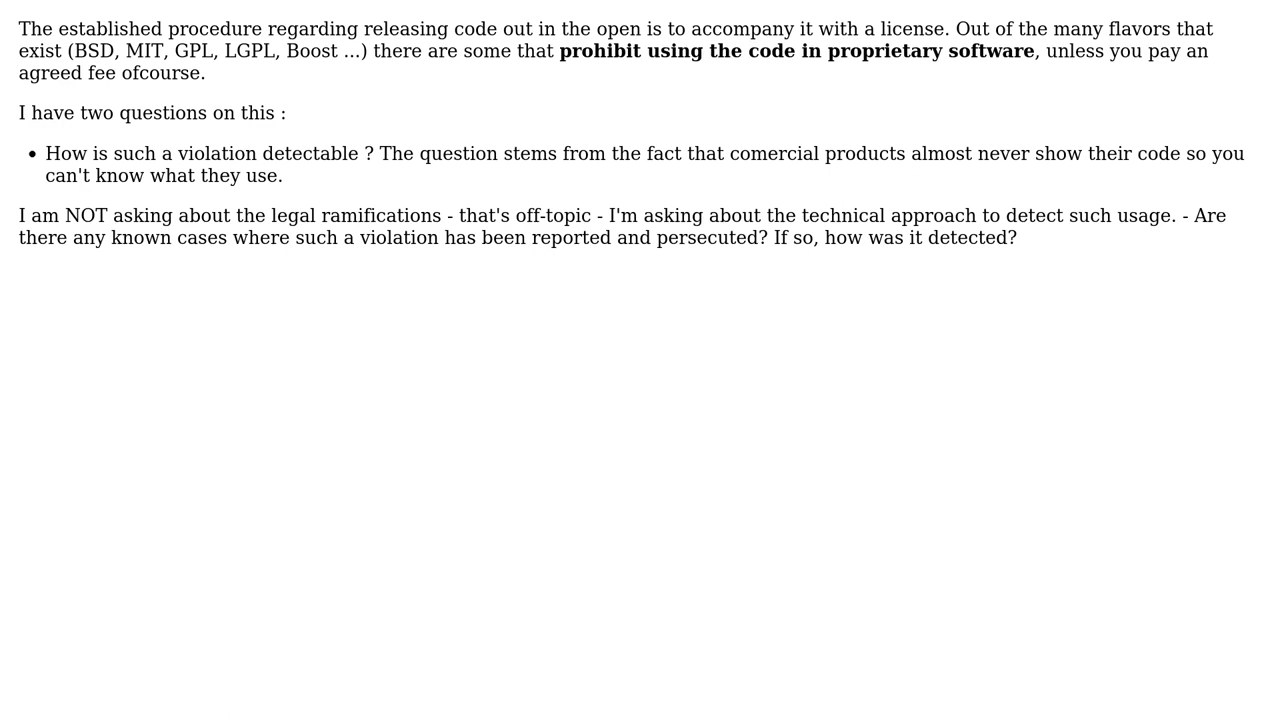 The established procedure regarding releasing code out in the open is to accompany it with a license. Out of the many flavors that
exist (BSD, MIT, GPL, LGPL, Boost ...) there are some that prohibit using the code in proprietary software, unless you pay an
agreed fee ofcourse.
I have two questions on this :
• How is such a violation detectable ? The question stems from the fact that comercial products almost never show their code so you
can't know what they use.
I am NOT asking about the legal ramifications - that's off-topic - I'm asking about the technical approach to detect such usage. - Are
there any known cases where such a violation has been reported and persecuted? If so, how was it detected?